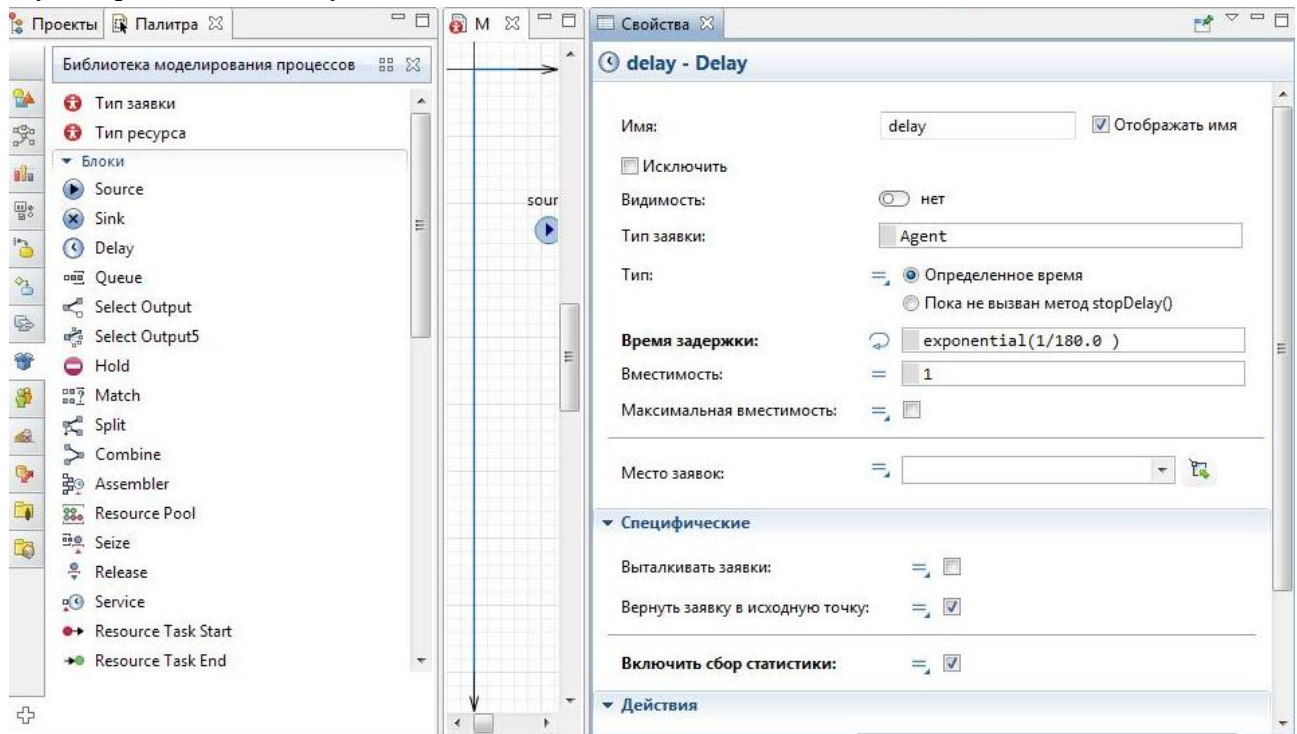 Проекты Палитра
Библиотека моделирования процессов
Тип заявки
Тип ресурса
Блоки
Source
Sink
Delay
Queue
Select Output
Select Output5
Hold
Match
Split
Combine
Assembler
Resource Pool
Seize
Release
Service
Resource Task Start
Resource Task End
M
sour
Свойства
delay - Delay
Имя: delay Отображать имя
Исключить
Видимость: нет
Тип заявки: Agent
Тип: Определенное время
Пока не вызван метод stopDelay()
Время задержки: exponential(1/180.0 )
Вместимость: 1
Максимальная вместимость:
Место заявок:
Специфические
Выталкивать заявки:
Вернуть заявку в исходную точку:
Включить сбор статистики:
Действия